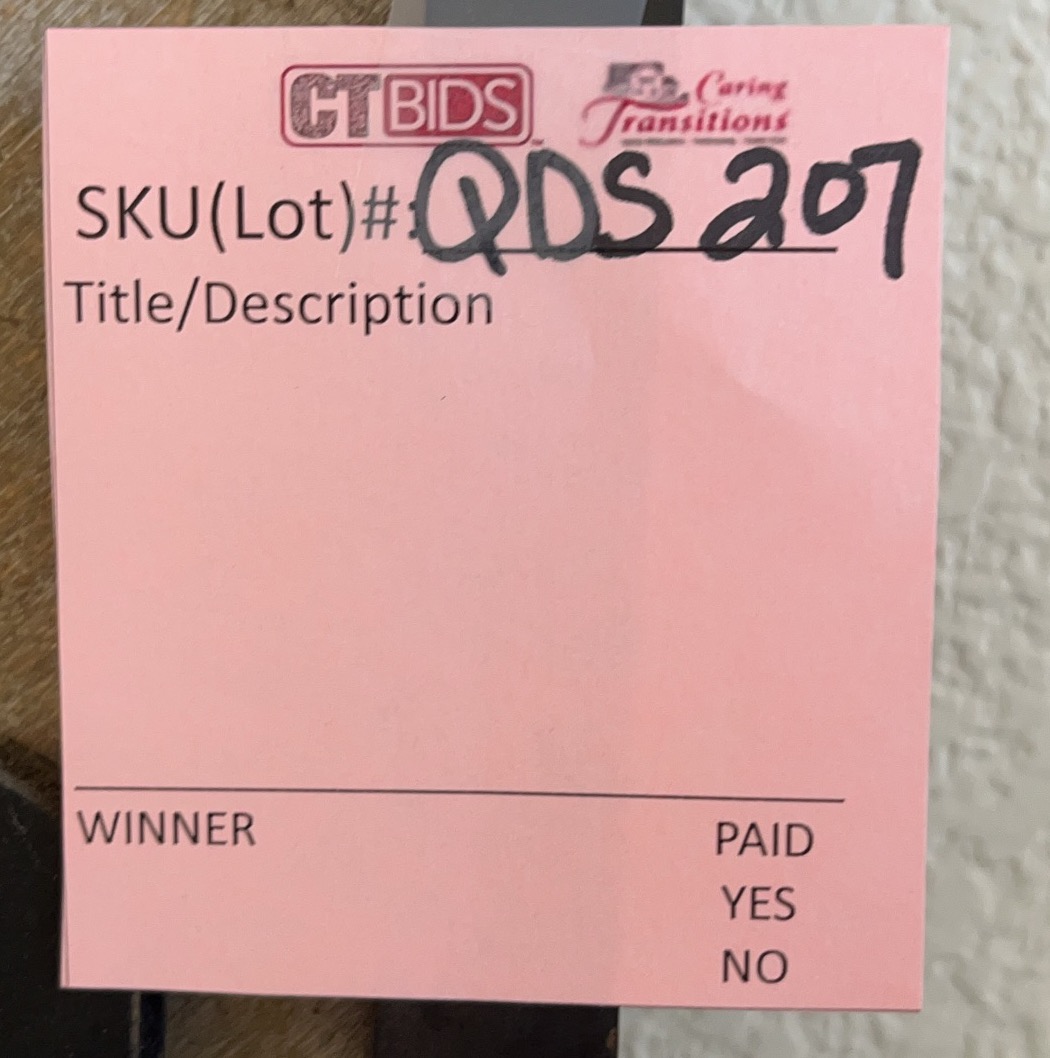 CTBIDS Caring Transitions
SKU(Lot)#: QDS 207
Title/Description
WINNER PAID
YES
NO